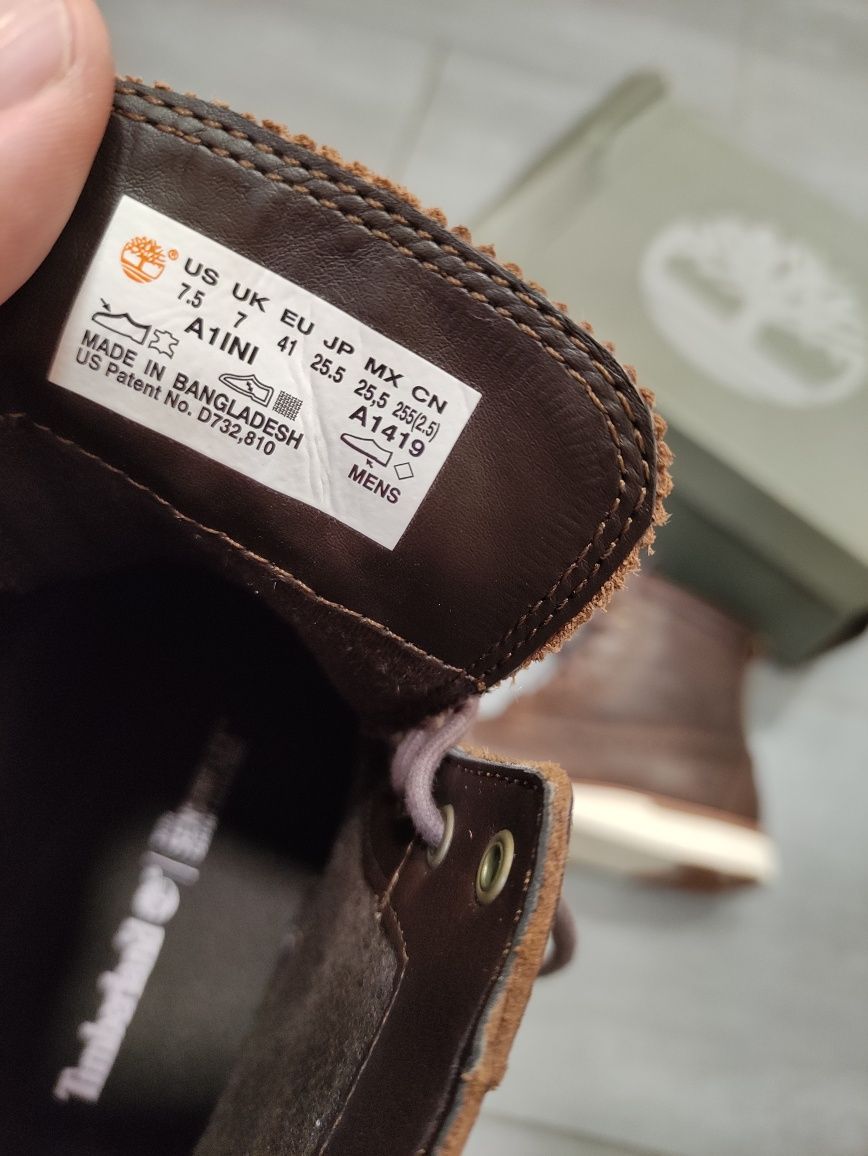 ® US UK EU JP MX CN
7.5 7 41 25.5 25,5 255(2.5)
A1INI A1419
MADE IN BANGLADESH
US Patent No. D732,810
MENS
Timberland